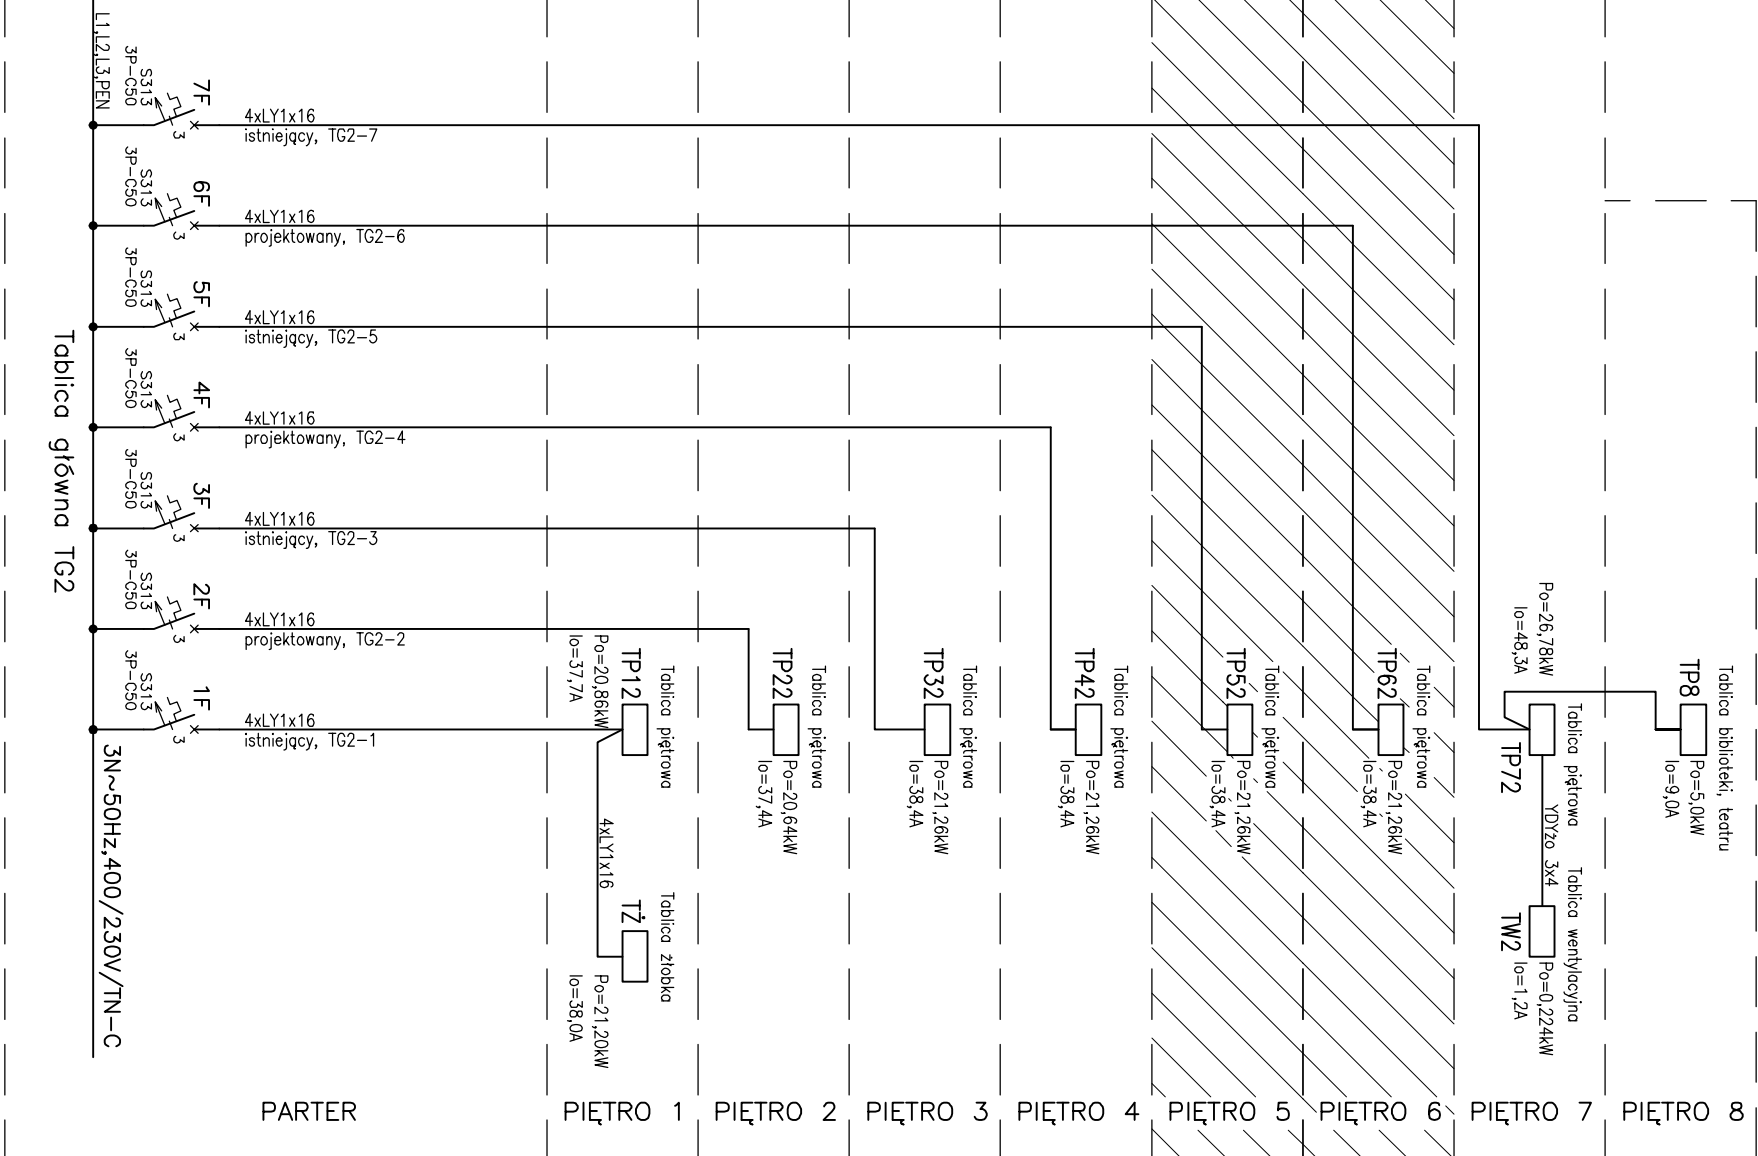 L1,L2,L3,PEN
7F
S313
3P-C50
3
4xLY1x16
istniejący, TG2-7
6F
S313
3P-C50
3
4xLY1x16
projektowany, TG2-6
5F
S313
3P-C50
3
4xLY1x16
istniejący, TG2-5
4F
S313
3P-C50
3
4xLY1x16
projektowany, TG2-4
3F
S313
3P-C50
3
4xLY1x16
istniejący, TG2-3
2F
S313
3P-C50
3
4xLY1x16
projektowany, TG2-2
1F
S313
3P-C50
3
4xLY1x16
istniejący, TG2-1
Tablica główna TG2
3N~50Hz,400/230V/TN-C
Tablica piętrowa
TP12
Po=20,86kW
Io=37,7A
4xLY1x16
Tablica żłobka
TŻ
Po=21,20kW
Io=38,0A
Tablica piętrowa
TP22
Po=20,64kW
Io=37,4A
Tablica piętrowa
TP32
Po=21,26kW
Io=38,4A
Tablica piętrowa
TP42
Po=21,26kW
Io=38,4A
Tablica piętrowa
TP52
Po=21,26kW
Io=38,4A
Tablica piętrowa
TP62
Po=21,26kW
Io=38,4A
Po=26,78kW
Io=48,3A
Tablica piętrowa
TP72
YDYżo 3x4
Tablica wentylacyjna
TW2
Po=0,224kW
Io=1,2A
Tablica biblioteki, teatru
TP8
Po=5,0kW
Io=9,0A
PARTER
PIĘTRO 1
PIĘTRO 2
PIĘTRO 3
PIĘTRO 4
PIĘTRO 5
PIĘTRO 6
PIĘTRO 7
PIĘTRO 8